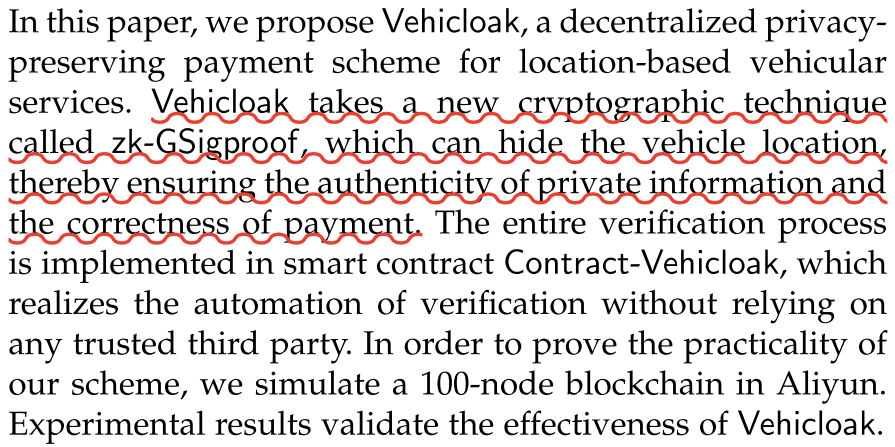 In this paper, we propose Vehicloak, a decentralized privacy-
preserving payment scheme for location-based vehicular
services. Vehicloak takes a new cryptographic technique
called zk-GSigproof, which can hide the vehicle location,
thereby ensuring the authenticity of private information and
the correctness of payment. The entire verification process
is implemented in smart contract Contract-Vehicloak, which
realizes the automation of verification without relying on
any trusted third party. In order to prove the practicality of
our scheme, we simulate a 100-node blockchain in Aliyun.
Experimental results validate the effectiveness of Vehicloak.